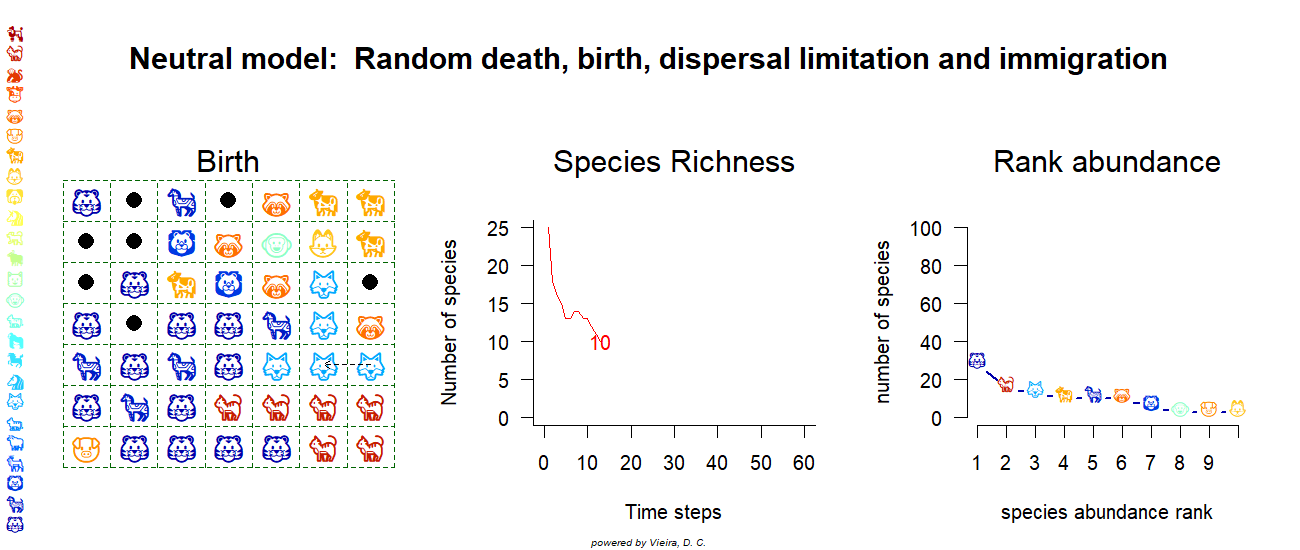 Neutral model:  Random death, birth, dispersal limitation and immigration
Birth
Species Richness
Number of species
25
20
15
10
5
0
10
0 10 20 30 40 50 60
Time steps
Rank abundance
number of species
100
80
60
40
20
0
1 2 3 4 5 6 7 8 9
species abundance rank
powered by Vieira, D. C.